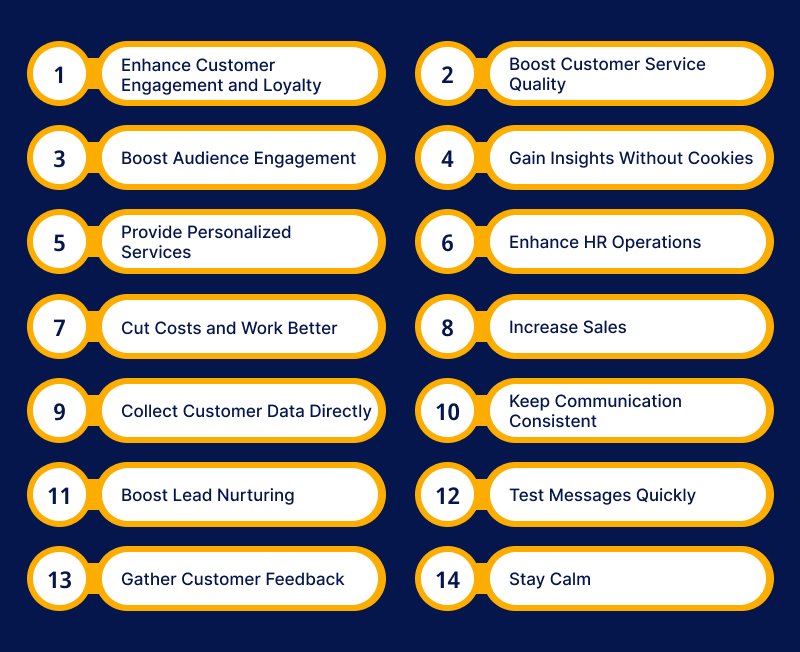 1
Enhance Customer
Engagement and Loyalty
2
Boost Customer Service
Quality
3
Boost Audience Engagement
4
Gain Insights Without Cookies
5
Provide Personalized
Services
6
Enhance HR Operations
7
Cut Costs and Work Better
8
Increase Sales
9
Collect Customer Data Directly
10
Keep Communication
Consistent
11
Boost Lead Nurturing
12
Test Messages Quickly
13
Gather Customer Feedback
14
Stay Calm